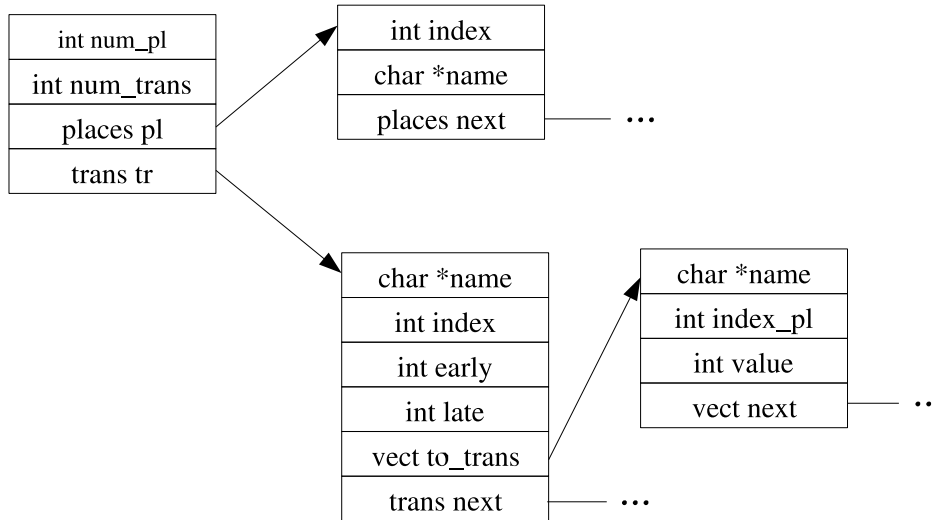 int num_pl
int num_trans
places pl
trans tr
int index
char *name
places next
...
char *name
int index
int early
int late
vect to_trans
trans next
...
char *name
int index_pl
int value
vect next
..